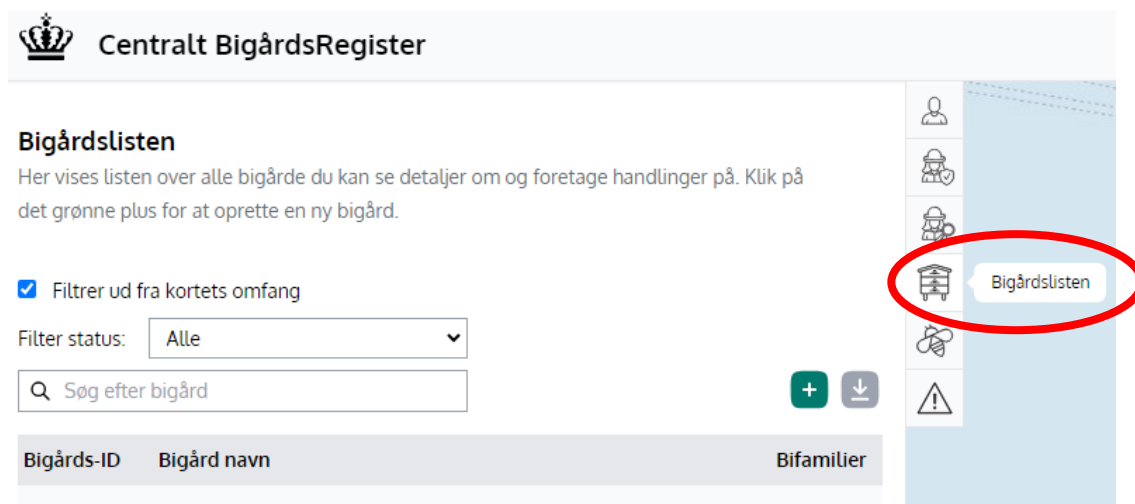 Centralt BigårdsRegister
Bigårdslisten
Her vises listen over alle bigårde du kan se detaljer om og foretage handlinger på. Klik på
det grønne plus for at oprette en ny bigård.
Bigårdslisten
Filtrer ud fra kortets omfang
Filter status: Alle
Søg efter bigård
Bigårds-ID Bigård navn Bifamilier